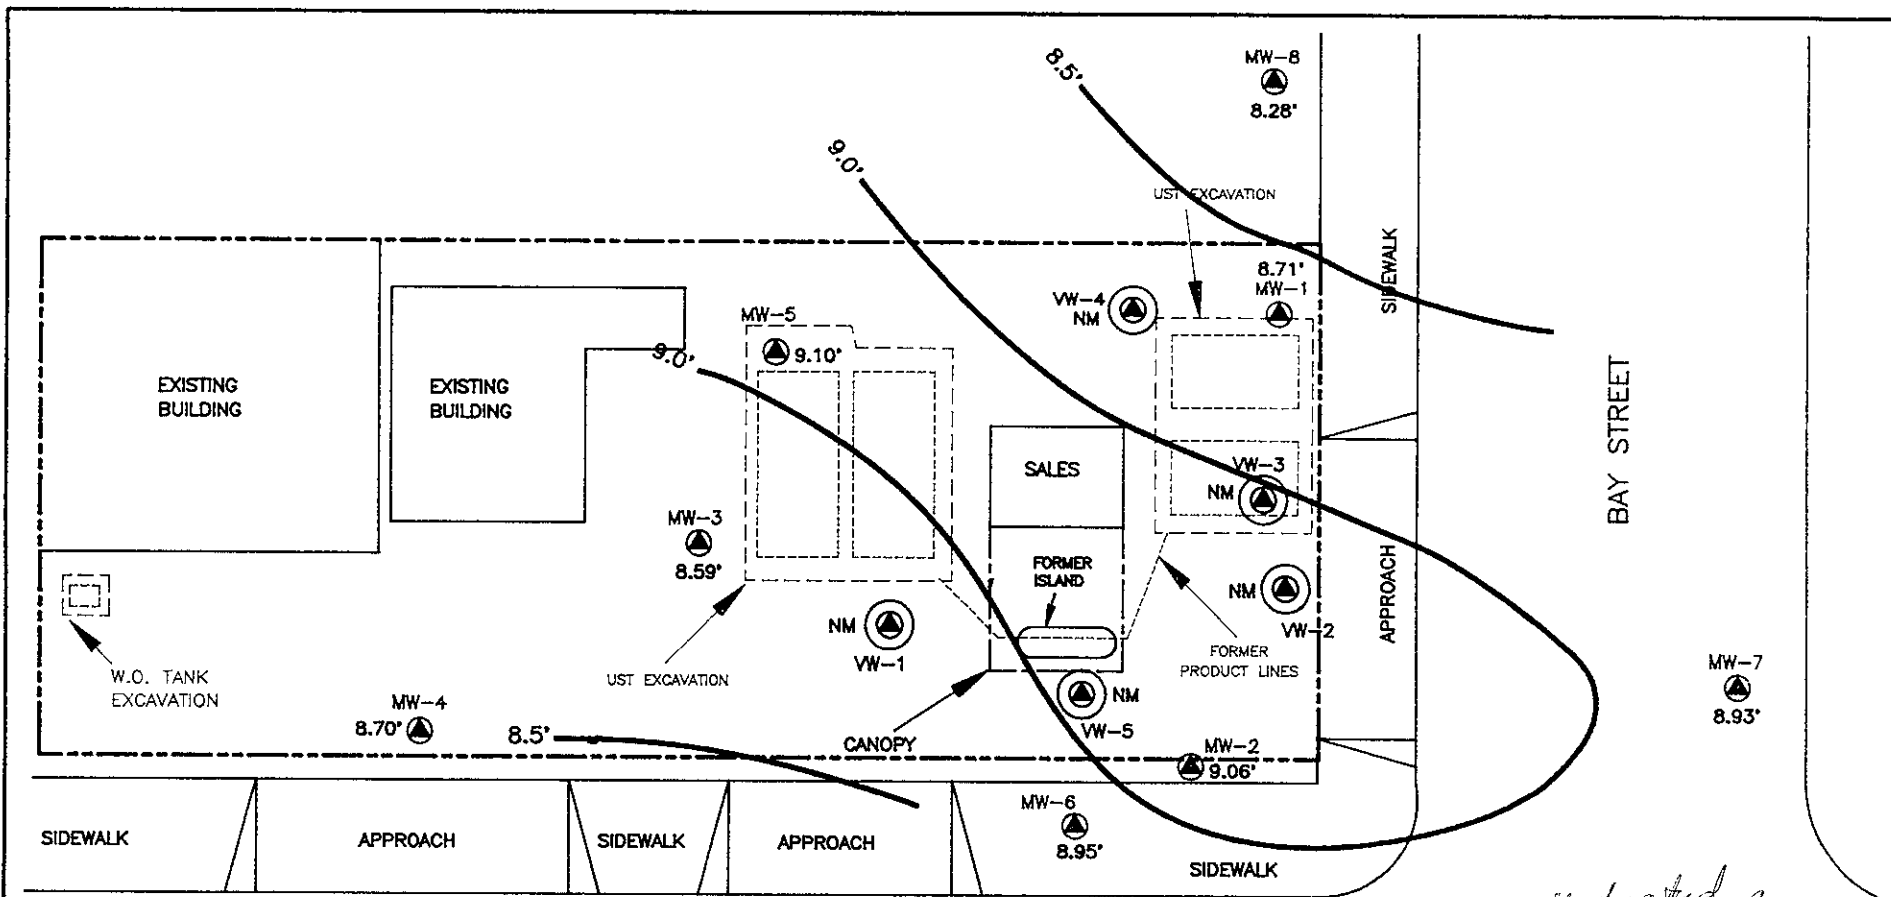 MW-8
8.28'
8.5'
9.0'
UST EXCAVATION
8.71'
MW-1
SIDEWALK
VW-4
NM
MW-5
9.10'
9.0'
EXISTING
BUILDING
EXISTING
BUILDING
BAY STREET
SALES
VW-3
NM
MW-3
8.59'
FORMER
ISLAND
APPROACH
NM
VW-2
NM
VW-1
FORMER
PRODUCT LINES
W.O. TANK
EXCAVATION
UST EXCAVATION
MW-7
8.93'
MW-4
8.70'
8.5'
NM
VW-5
CANOPY
MW-2
9.06'
MW-6
8.95'
SIDEWALK
APPROACH
SIDEWALK
APPROACH
SIDEWALK